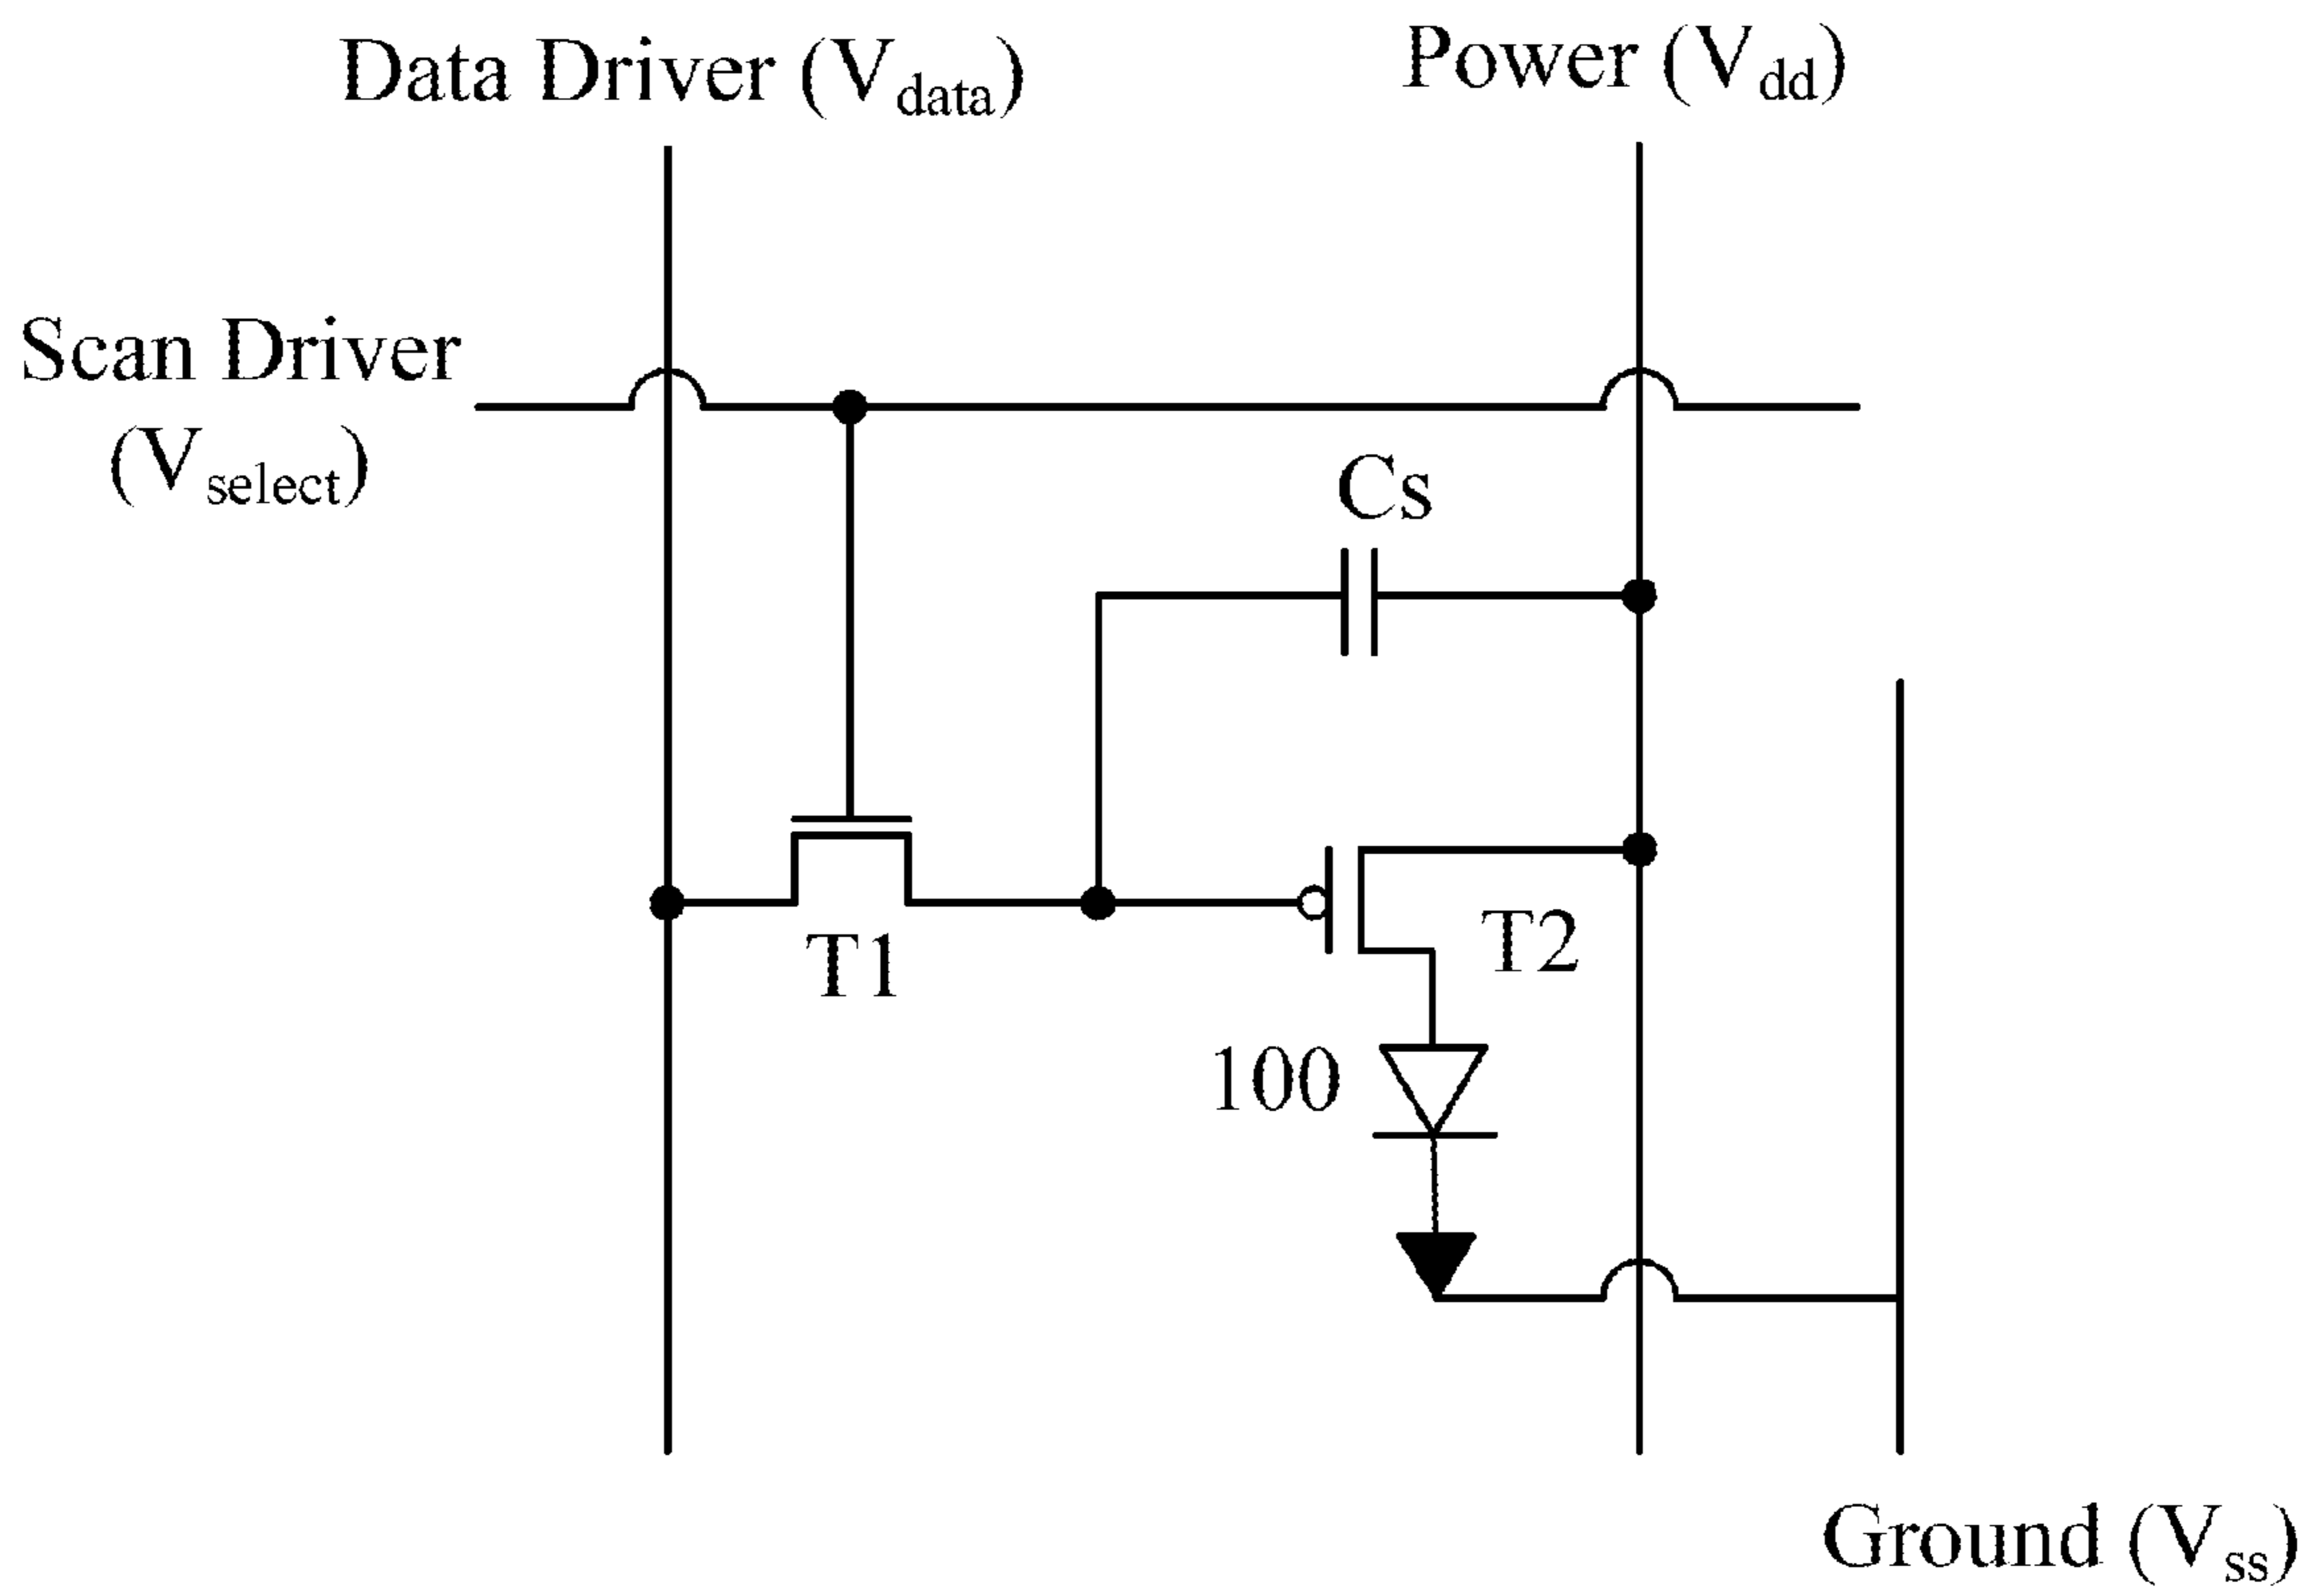 Data Driver (Vdata)
Power (Vdd)
Scan Driver
(Vselect)
Cs
T1
T2
100
Ground (Vss)